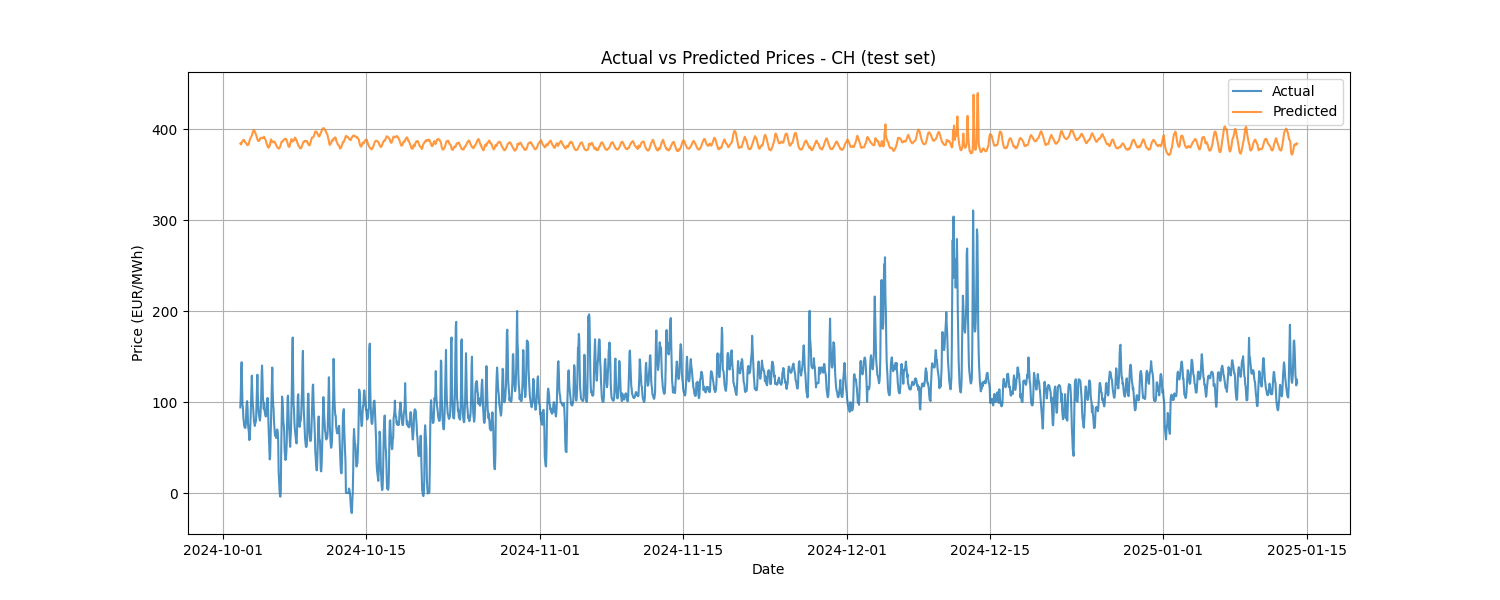 Actual vs Predicted Prices - CH (test set)
Actual
Predicted
Price (EUR/MWh)
400
300
200
100
0
2024-10-01 2024-10-15 2024-11-01 2024-11-15 2024-12-01 2024-12-15 2025-01-01 2025-01-15
Date